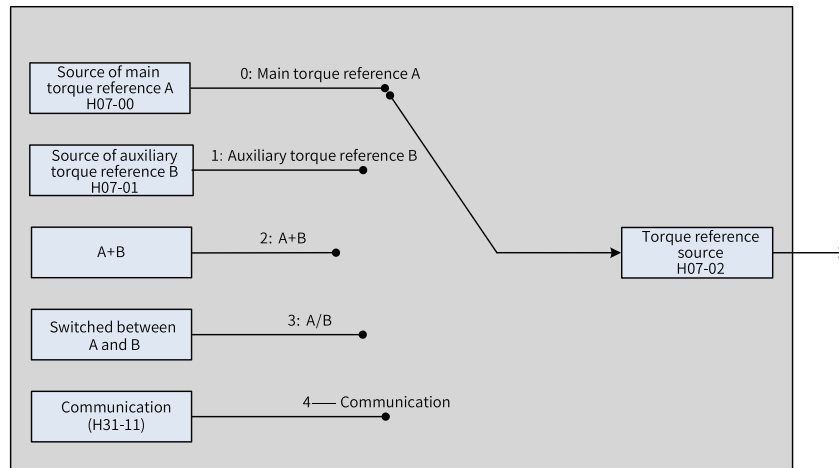 Source of main
torque reference A
H07-00
0: Main torque reference A
Source of auxiliary
torque reference B
H07-01
1: Auxiliary torque reference B
A+B
2: A+B
Torque reference
source
H07-02
Switched between
A and B
3: A/B
Communication
(H31-11)
4—— Communication